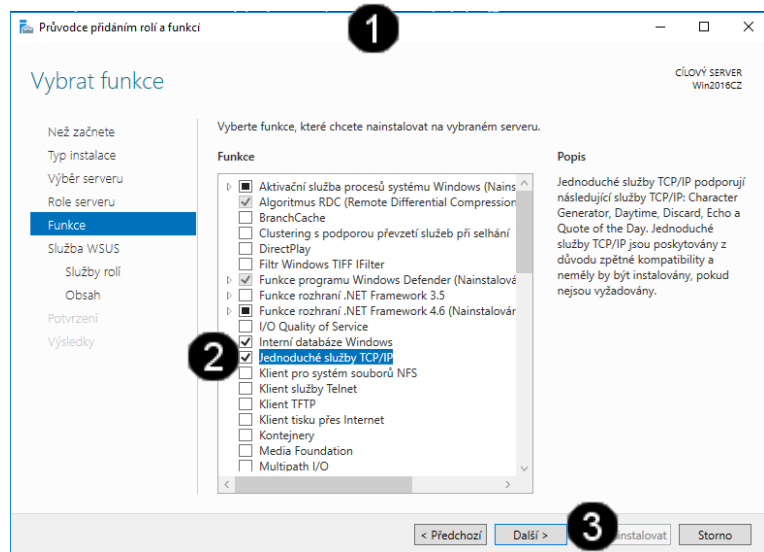 Průvodce přidáním rolí a funkcí
1
Vybrat funkce
CÍLOVÝ SERVER
Win2016CZ
Než začnete
Typ instalace
Výběr serveru
Role serveru
Funkce
Služba WSUS
Služby rolí
Obsah
Potvrzení
Výsledky
Vyberte funkce, které chcete nainstalovat na vybraném serveru.
Funkce
Aktivační služba procesů systému Windows (Nains
Algoritmus RDC (Remote Differential Compression
BranchCache
Clustering s podporou převzetí služeb při selhání
DirectPlay
Filtr Windows TIFF IFilter
Funkce programu Windows Defender (Nainstalová
Funkce rozhraní .NET Framework 3.5
Funkce rozhraní .NET Framework 4.6 (Nainstalován
I/O Quality of Service
Interní databáze Windows
2
Jednoduché služby TCP/IP
Klient pro systém souborů NFS
Klient služby Telnet
Klient TFTP
Klient tisku přes Internet
Kontejnery
Media Foundation
Multipath I/O
Popis
Jednoduché služby TCP/IP podporují
následující služby TCP/IP: Character
Generator, Daytime, Discard, Echo a
Quote of the Day. Jednoduché
služby TCP/IP jsou poskytovány z
důvodu zpětné kompatibility a
neměly by být instalovány, pokud
nejsou vyžadovány.
< Předchozí
Další >
3
instalovat
Storno